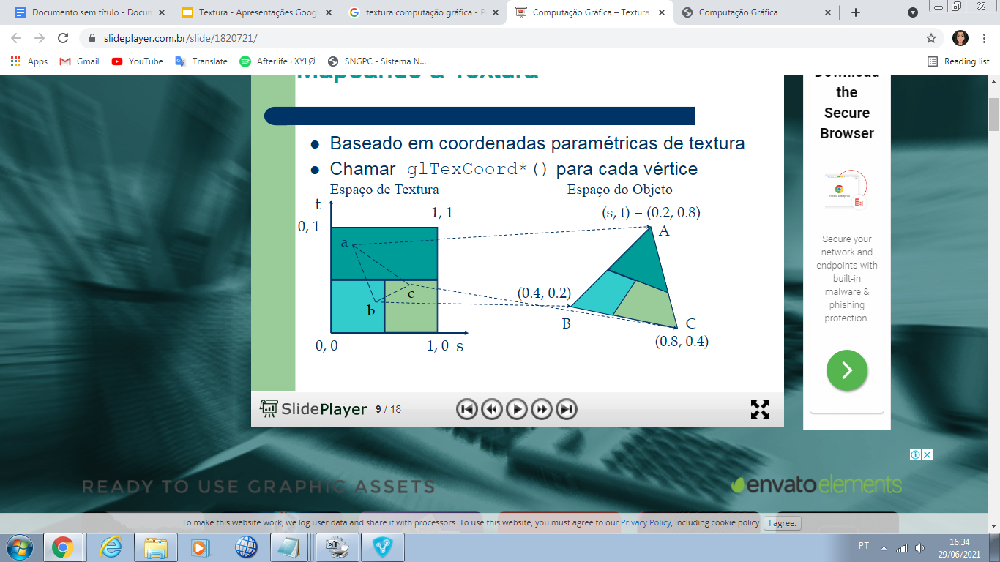 Documento sem título - Docun
Textura - Apresentações Goog
textura computação gráfica - P
Computação Gráfica – Textura
Computação Gráfica
slideplayer.com.br/slide/1820721/
Apps
Gmail
YouTube
Translate
Afterlife · XYLØ
SNGPC - Sistema N...
Reading list
Mapeando a Textura
Baseado em coordenadas paramétricas de textura
Chamar glTexCoord*() para cada vértice
Espaço de Textura
Espaço do Objeto
t
1, 1
(s, t) = (0.2, 0.8)
0, 1
A
a
c
(0.4, 0.2)
b
B
C
0, 0
1, 0 s
(0.8, 0.4)
SlidePlayer
9 / 18
Download
the
Secure
Browser
Secure your
network and
endpoints with
built-in
malware &
phishing
protection.
READY TO USE GRAPHIC ASSETS
envatoelements
To make this website work, we log user data and share it with processors. To use this website, you must agree to our Privacy Policy, including cookie policy.
I agree.
PT
16:34
29/06/2021